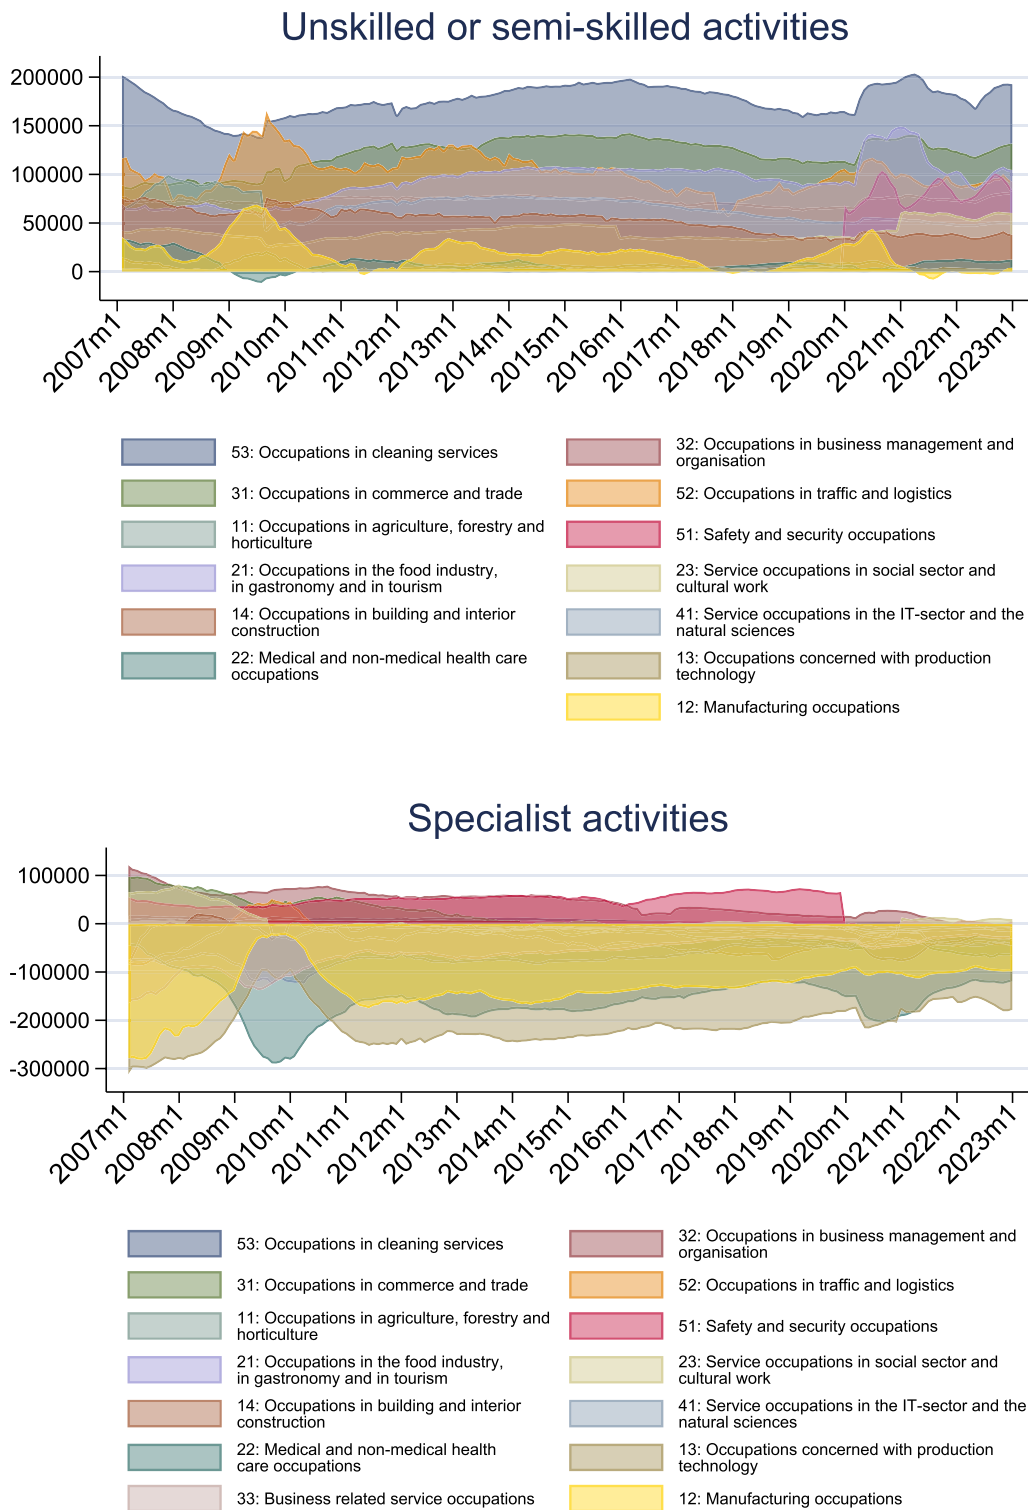 Unskilled or semi-skilled activities
200000
150000
100000
50000
0
2007m1
2008m1
2009m1
2010m1
2011m1
2012m1
2013m1
2014m1
2015m1
2016m1
2017m1
2018m1
2019m1
2020m1
2021m1
2022m1
2023m1
53: Occupations in cleaning services
32: Occupations in business management and
organisation
31: Occupations in commerce and trade
52: Occupations in traffic and logistics
11: Occupations in agriculture, forestry and
horticulture
51: Safety and security occupations
21: Occupations in the food industry,
in gastronomy and in tourism
23: Service occupations in social sector and
cultural work
14: Occupations in building and interior
construction
41: Service occupations in the IT-sector and the
natural sciences
22: Medical and non-medical health care
occupations
13: Occupations concerned with production
technology
12: Manufacturing occupations
Specialist activities
100000
0
-100000
-200000
-300000
2007m1
2008m1
2009m1
2010m1
2011m1
2012m1
2013m1
2014m1
2015m1
2016m1
2017m1
2018m1
2019m1
2020m1
2021m1
2022m1
2023m1
53: Occupations in cleaning services
32: Occupations in business management and
organisation
31: Occupations in commerce and trade
52: Occupations in traffic and logistics
11: Occupations in agriculture, forestry and
horticulture
51: Safety and security occupations
21: Occupations in the food industry,
in gastronomy and in tourism
23: Service occupations in social sector and
cultural work
14: Occupations in building and interior
construction
41: Service occupations in the IT-sector and the
natural sciences
22: Medical and non-medical health
care occupations
13: Occupations concerned with production
technology
33: Business related service occupations
12: Manufacturing occupations